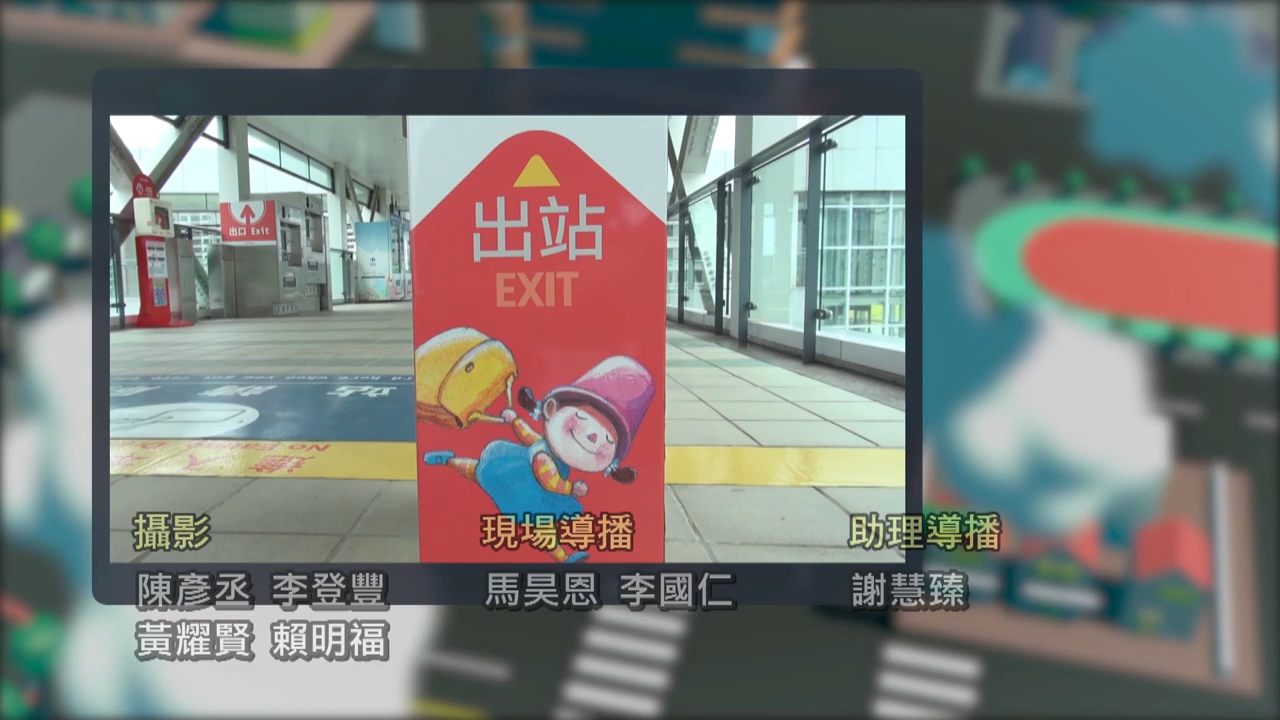 出站
EXIT
出口 Exit
攝影
陳彥丞 李登豐
黃耀賢 賴明福
現場導播
馬昊恩 李國仁
助理導播
謝慧臻